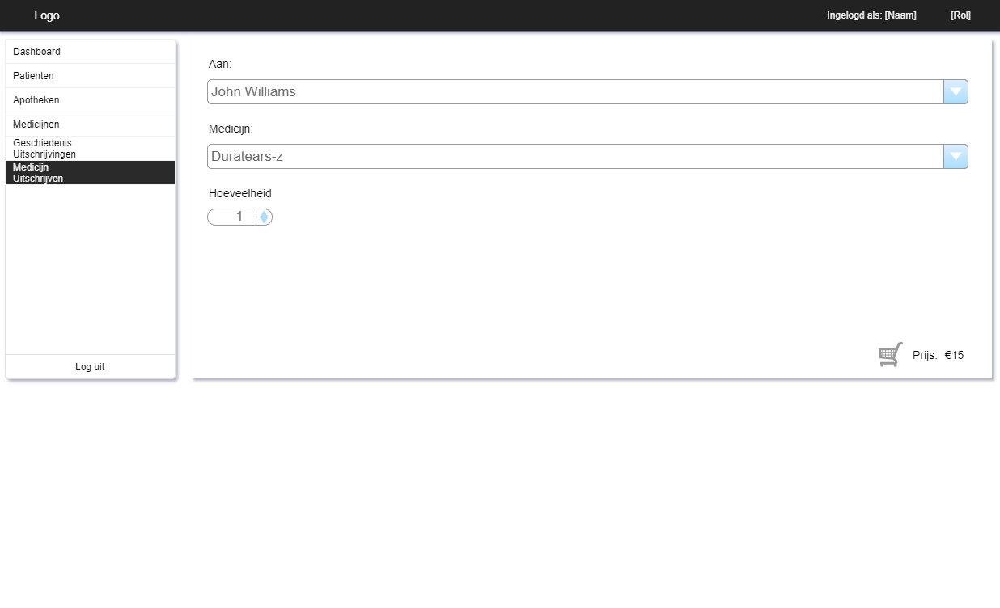 Logo
Ingelogd als: [Naam]
[Rol]
Dashboard
Patienten
Apotheken
Medicijnen
Geschiedenis
Uitschrijvingen
Medicijn
Uitschrijven
Log uit
Aan:
John Williams
Medicijn:
Duratears-z
Hoeveelheid
1
Prijs: €15